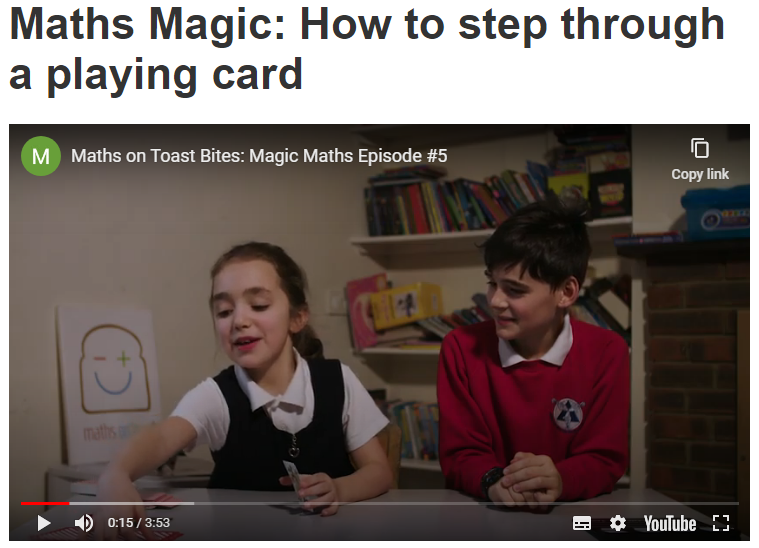 Maths Magic: How to step through
a playing card
M
Maths on Toast Bites: Magic Maths Episode #5
Copy link
maths
0:15 / 3:53
YouTube